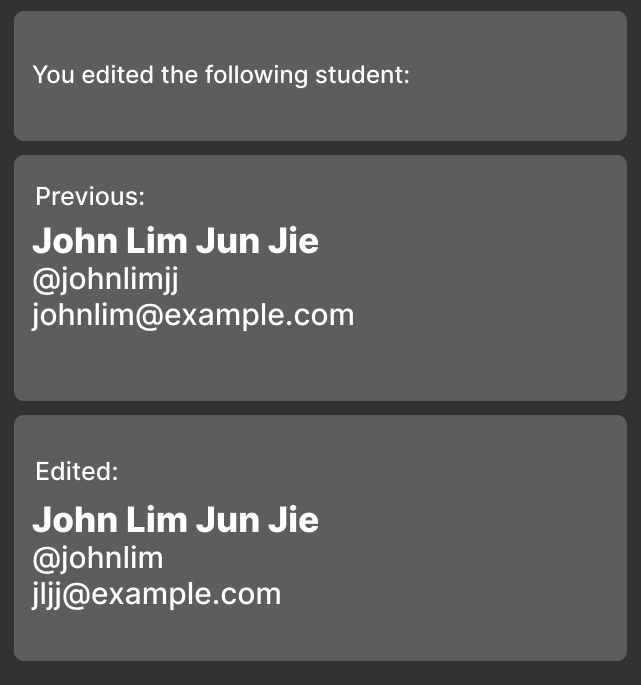 You edited the following student:
Previous:
John Lim Jun Jie
@johnlimjj
johnlim@example.com
Edited:
John Lim Jun Jie
@johnlim
jljj@example.com